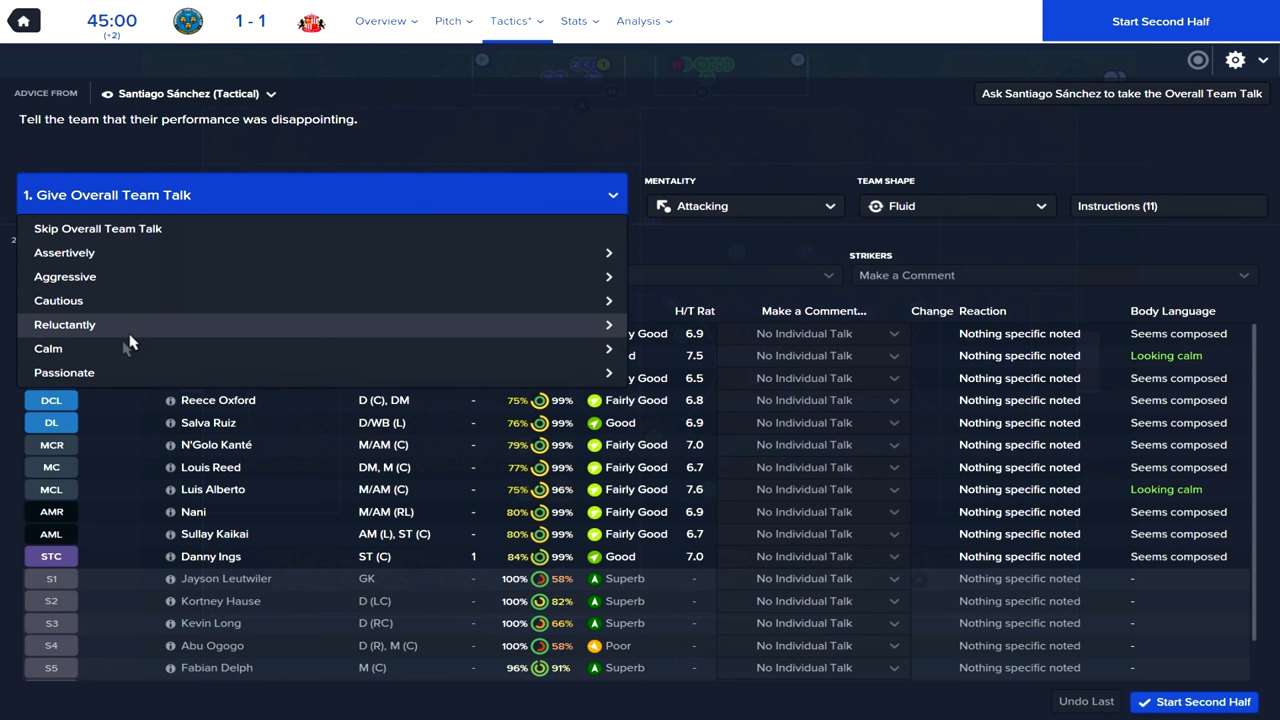 45:00
(+2)
1 - 1
Overview
Pitch
Tactics*
Stats
Analysis
Start Second Half
ADVICE FROM
Santiago Sánchez (Tactical)
Ask Santiago Sánchez to take the Overall Team Talk
Tell the team that their performance was disappointing.
1. Give Overall Team Talk
MENTALITY
Attacking
TEAM SHAPE
Fluid
Instructions (11)
Skip Overall Team Talk
Assertively
Aggressive
Cautious
Reluctantly
Calm
Passionate
STRIKERS
Make a Comment
H/T Rat Make a Comment... Change Reaction Body Language
Good 6.9 No Individual Talk Nothing specific noted Seems composed
7.5 No Individual Talk Nothing specific noted Looking calm
Good 6.5 No Individual Talk Nothing specific noted Seems composed
DCL Reece Oxford D (C), DM - 75% 99% Fairly Good 6.8 No Individual Talk Nothing specific noted Seems composed
DL Salva Ruiz D/WB (L) - 76% 99% Good 6.9 No Individual Talk Nothing specific noted Seems composed
MCR N'Golo Kanté M/AM (C) - 79% 99% Fairly Good 7.0 No Individual Talk Nothing specific noted Seems composed
MC Louis Reed DM, M (C) - 77% 99% Fairly Good 6.7 No Individual Talk Nothing specific noted Seems composed
MCL Luis Alberto M/AM (C) - 75% 96% Fairly Good 7.6 No Individual Talk Nothing specific noted Looking calm
AMR Nani M/AM (RL) - 80% 99% Fairly Good 6.9 No Individual Talk Nothing specific noted Seems composed
AML Sullay Kaikai AM (L), ST (C) - 80% 99% Fairly Good 6.7 No Individual Talk Nothing specific noted Seems composed
STC Danny Ings ST (C) 1 84% 99% Good 7.0 No Individual Talk Nothing specific noted Seems composed
S1 Jayson Leutwiler GK - 100% 58% Superb - No Individual Talk Nothing specific noted -
S2 Kortney Hause D (LC) - 100% 82% Superb - No Individual Talk Nothing specific noted -
S3 Kevin Long D (RC) - 100% 66% Superb - No Individual Talk Nothing specific noted -
S4 Abu Ogogo D (R), M (C) - 100% 58% Poor - No Individual Talk Nothing specific noted -
S5 Fabian Delph M (C) - 96% 91% Superb - No Individual Talk Nothing specific noted -
Undo Last
Start Second Half